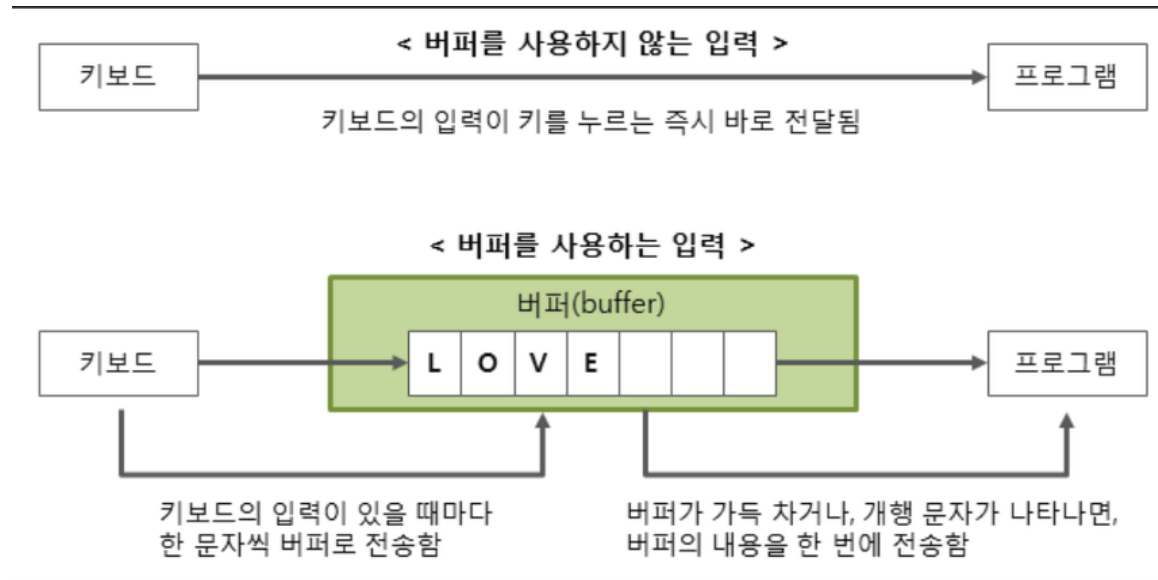 < 버퍼를 사용하지 않는 입력 >
키보드
프로그램
키보드의 입력이 키를 누르는 즉시 바로 전달됨
< 버퍼를 사용하는 입력 >
버퍼(buffer)
키보드
L O V E
프로그램
키보드의 입력이 있을 때마다
한 문자씩 버퍼로 전송함
버퍼가 가득 차거나, 개행 문자가 나타나면,
버퍼의 내용을 한 번에 전송함